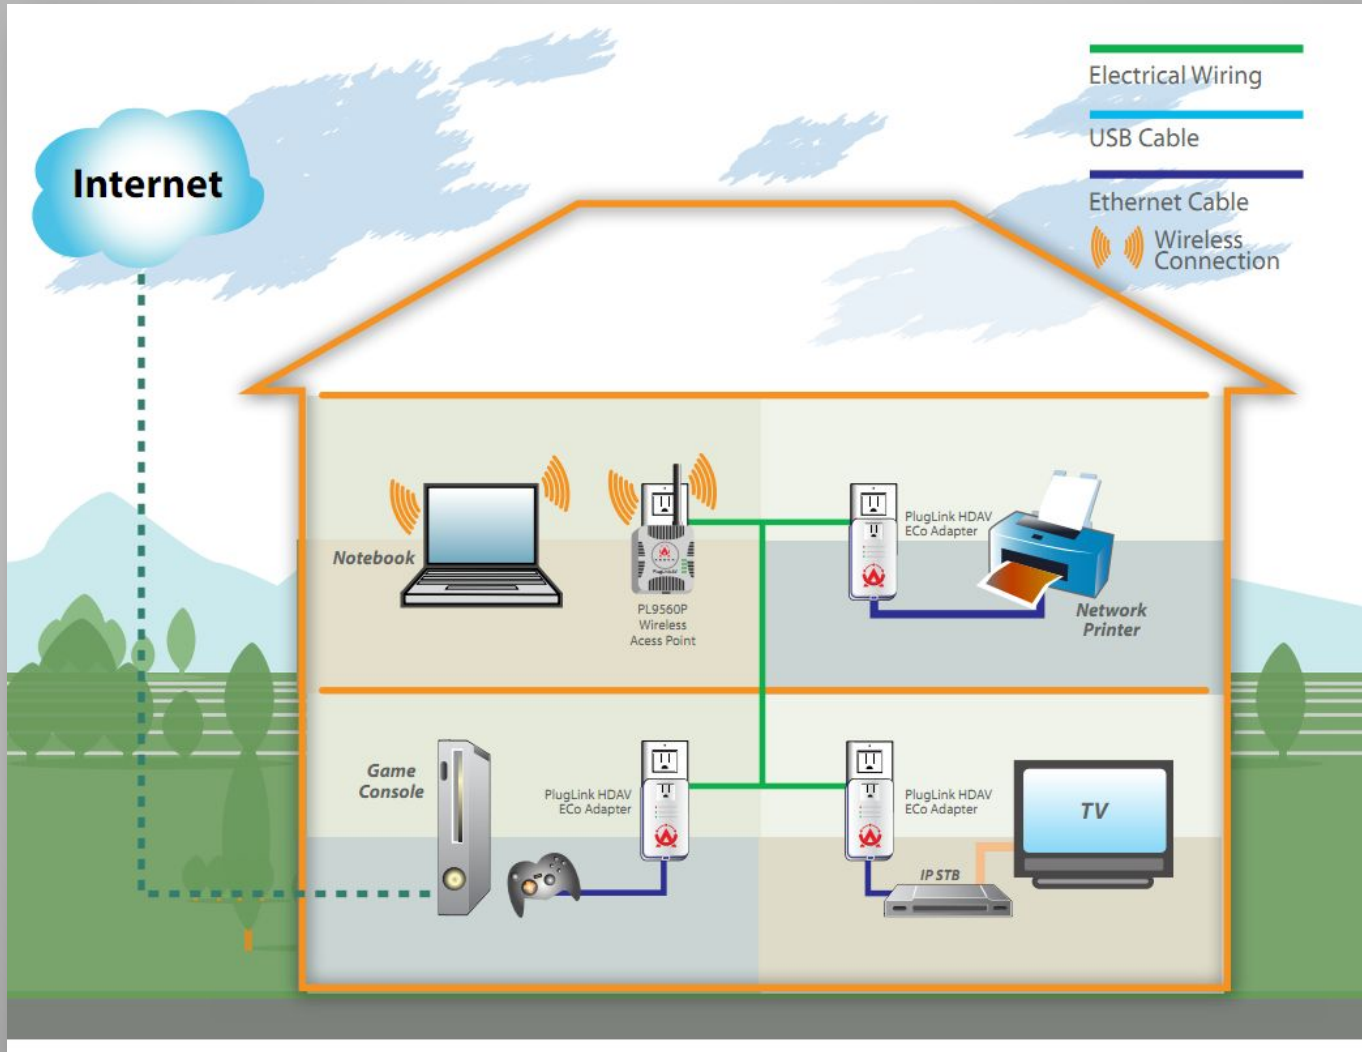 Internet
Electrical Wiring
USB Cable
Ethernet Cable
Wireless
Connection
Notebook
PL9560P
Wireless
Acess Point
PlugLink HDAV
ECo Adapter
Network
Printer
Game
Console
PlugLink HDAV
ECo Adapter
PlugLink HDAV
ECo Adapter
TV
IP STB